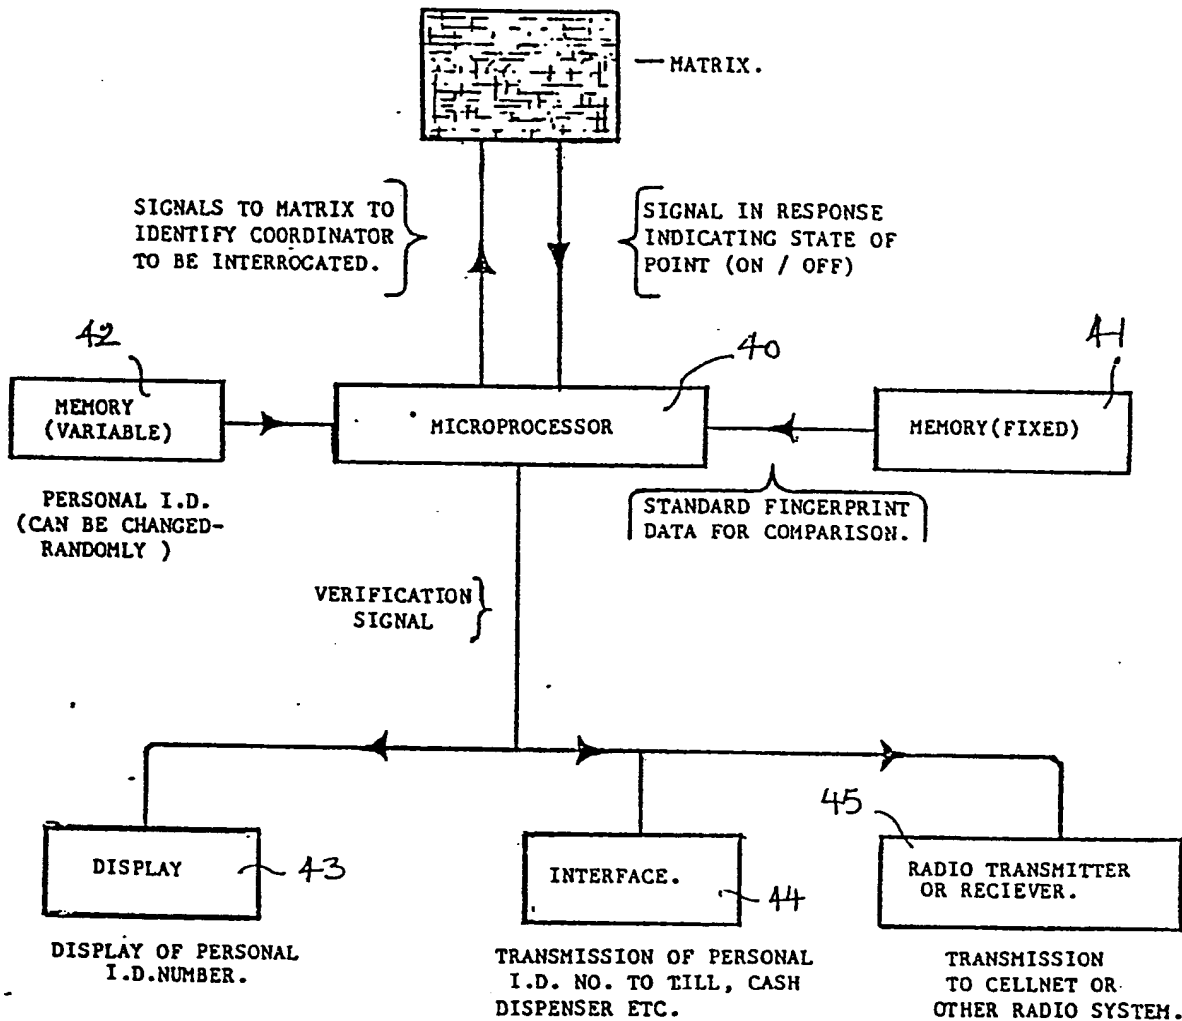 MATRIX.
SIGNALS TO MATRIX TO
IDENTIFY COORDINATOR
TO BE INTERROGATED.
SIGNAL IN RESPONSE
INDICATING STATE OF
POINT (ON / OFF)
42
40
41
MEMORY
(VARIABLE)
MICROPROCESSOR
MEMORY(FIXED)
PERSONAL I.D.
(CAN BE CHANGED-
RANDOMLY )
STANDARD FINGERPRINT
DATA FOR COMPARISON.
VERIFICATION
SIGNAL
45
DISPLAY
43
INTERFACE.
44
RADIO TRANSMITTER
OR RECIEVER.
DISPLAY OF PERSONAL
I.D.NUMBER.
TRANSMISSION OF PERSONAL
I.D. NO. TO TILL, CASH
DISPENSER ETC.
TRANSMISSION
TO CELLNET OR
OTHER RADIO SYSTEM.